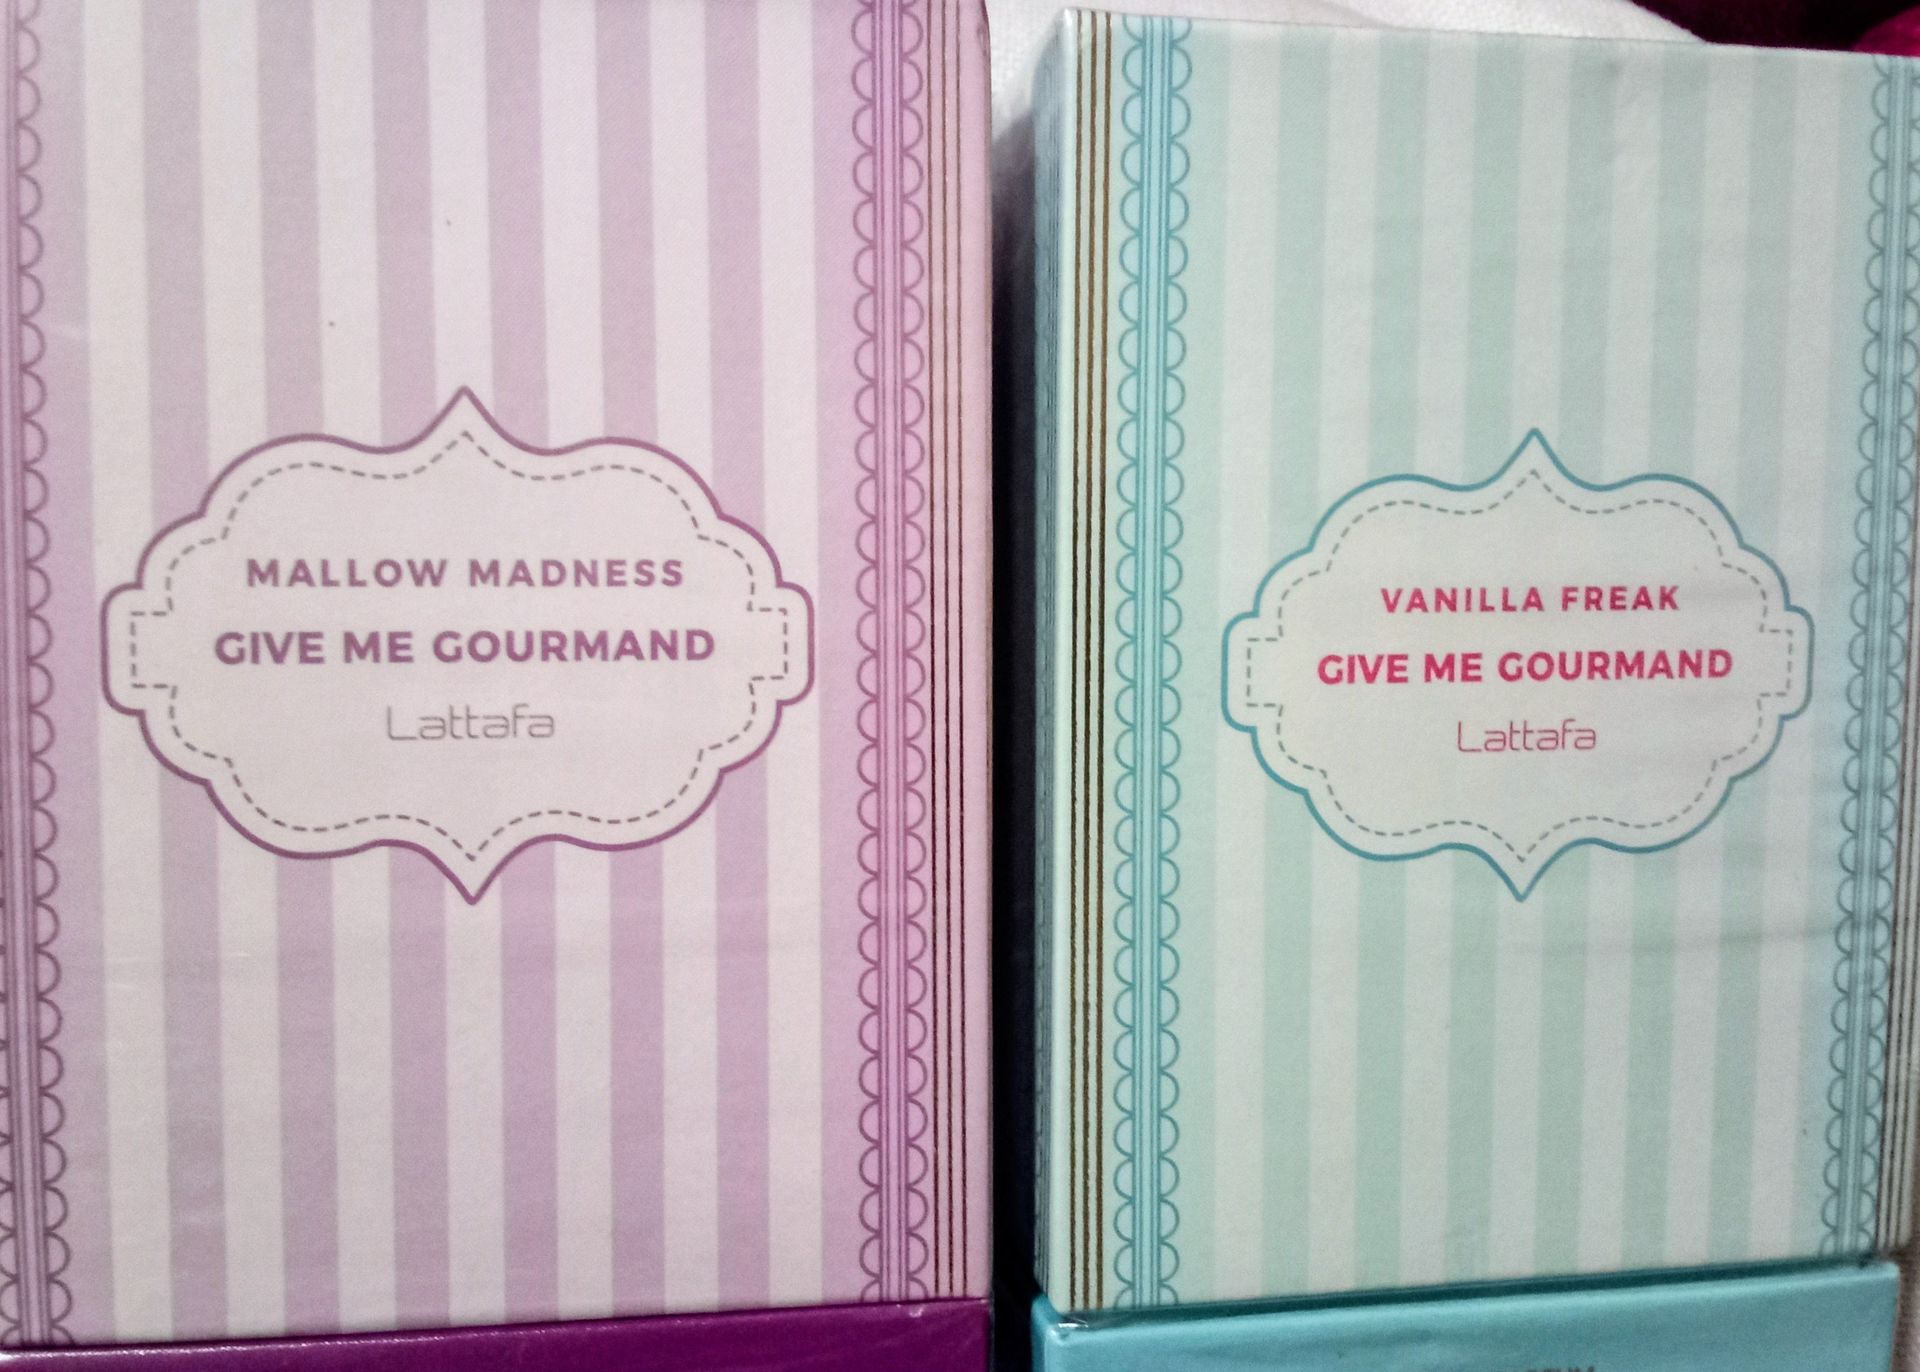 MALLOW MADNESS
GIVE ME GOURMAND
Lattafa
VANILLA FREAK
GIVE ME GOURMAND
Lattafa